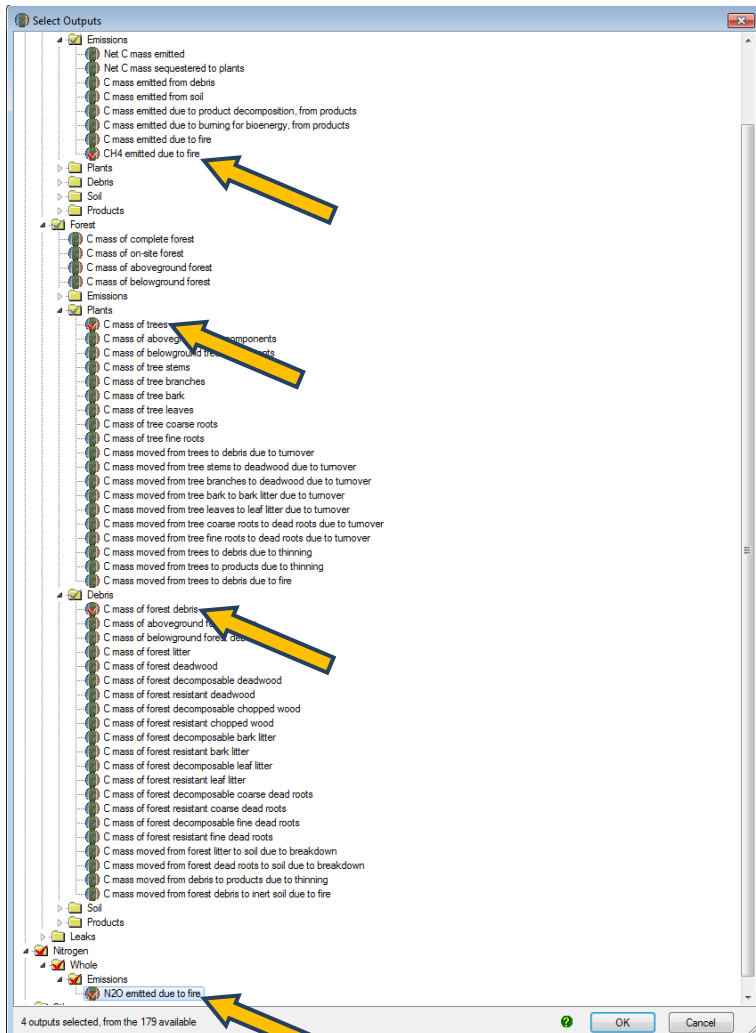 Select Outputs
Emissions
Net C mass emitted
Net C mass sequestered to plants
C mass emitted from debris
C mass emitted from soil
C mass emitted due to product decomposition, from products
C mass emitted due to burning for bioenergy, from products
C mass emitted due to fire
CH4 emitted due to fire
Plants
Debris
Soil
Products
Forest
C mass of complete forest
C mass of on-site forest
C mass of aboveground forest
C mass of belowground forest
Emissions
Plants
C mass of trees
C mass of aboveg components
C mass of belowground
C mass of tree stems
C mass of tree branches
C mass of tree bark
C mass of tree leaves
C mass of tree coarse roots
C mass of tree fine roots
C mass moved from trees to debris due to turnover
C mass moved from tree stems to deadwood due to turnover
C mass moved from tree branches to deadwood due to turnover
C mass moved from tree bark to bark litter due to turnover
C mass moved from tree leaves to leaf litter due to turnover
C mass moved from tree coarse roots to dead roots due to turnover
C mass moved from tree fine roots to dead roots due to turnover
C mass moved from trees to debris due to thinning
C mass moved from trees to products due to thinning
C mass moved from trees to debris due to fire
Debris
C mass of forest debris
C mass of aboveground
C mass of belowground forest
C mass of forest litter
C mass of forest deadwood
C mass of forest decomposable deadwood
C mass of forest resistant deadwood
C mass of forest decomposable chopped wood
C mass of forest resistant chopped wood
C mass of forest decomposable bark litter
C mass of forest resistant bark litter
C mass of forest decomposable leaf litter
C mass of forest resistant leaf litter
C mass of forest decomposable coarse dead roots
C mass of forest resistant coarse dead roots
C mass of forest decomposable fine dead roots
C mass of forest resistant fine dead roots
C mass moved from forest litter to soil due to breakdown
C mass moved from forest dead roots to soil due to breakdown
C mass moved from debris to products due to thinning
C mass moved from forest debris to inert soil due to fire
Soil
Products
Leaks
Nitrogen
Whole
Emissions
N2O emitted due to fire
4 outputs selected, from the 179 available
OK
Cancel